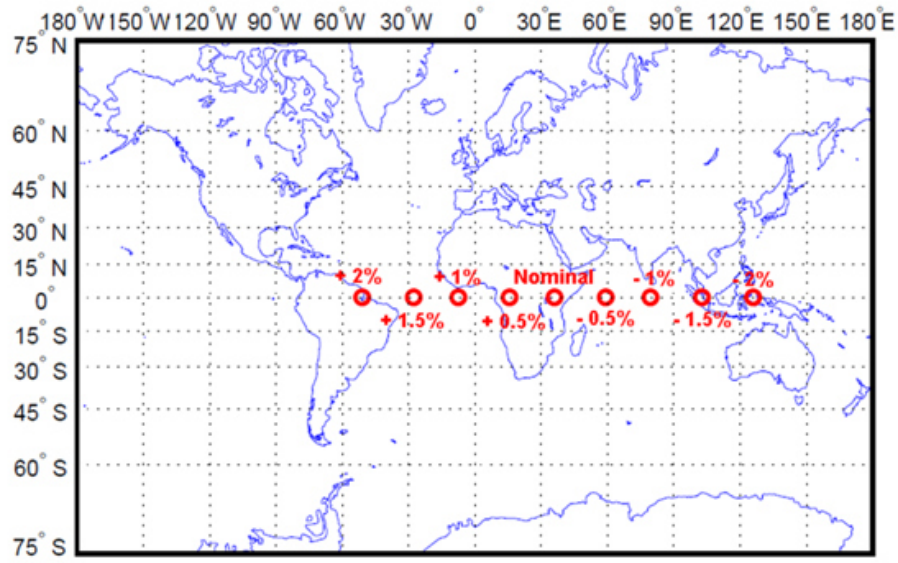 180°W 150°W 120°W 90°W 60°W 30°W 0° 30°E 60°E 90°E 120°E 150°E 180°E
75° N
60° N
45° N
30° N
15° N
+ 2% + 1% Nominal - 1% - 2%
0°
+ 1.5% + 0.5% - 0.5% - 1.5%
15° S
30° S
45° S
60° S
75° S